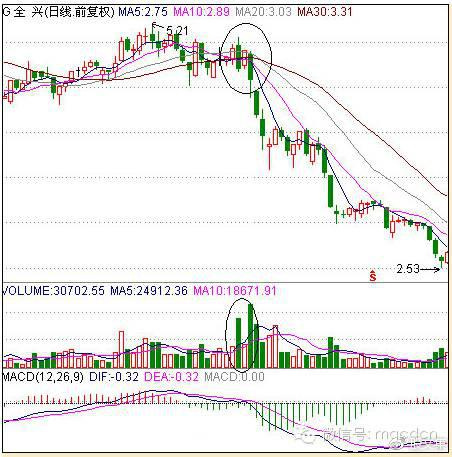 G 全 兴(日线.前复权) MA5:2.75 MA10:2.89 MA20:3.03 MA30:3.31
5.21
2.53
S
VOLUME:30702.55 MA5:24912.36 MA10:18671.91
MACD(12,26,9) DIF:-0.32 DEA:-0.32 MACD:0.00
微信号: mgcdcp